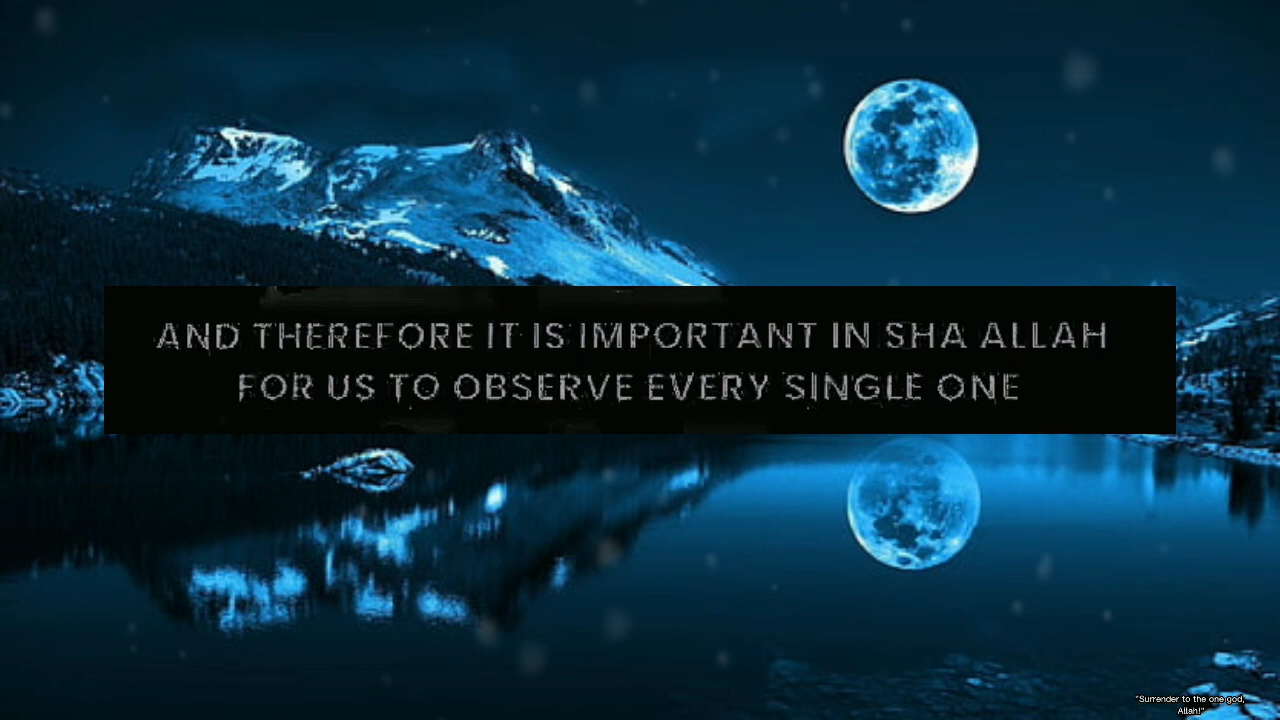 AND THEREFORE IT IS IMPORTANT IN SHA ALLAH
FOR US TO OBSERVE EVERY SINGLE ONE
"Surrender to the one god,
Allah!"